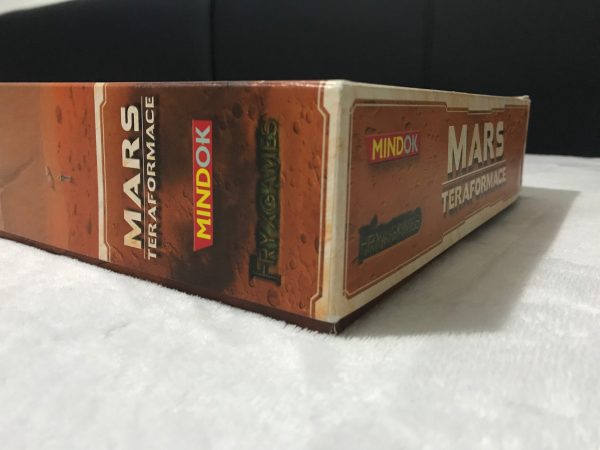 MARS
TERAFORMACE
MINDOK
FRYXGAMES
MINDOK
MARS
TERAFORMACE
FRYXGAMES